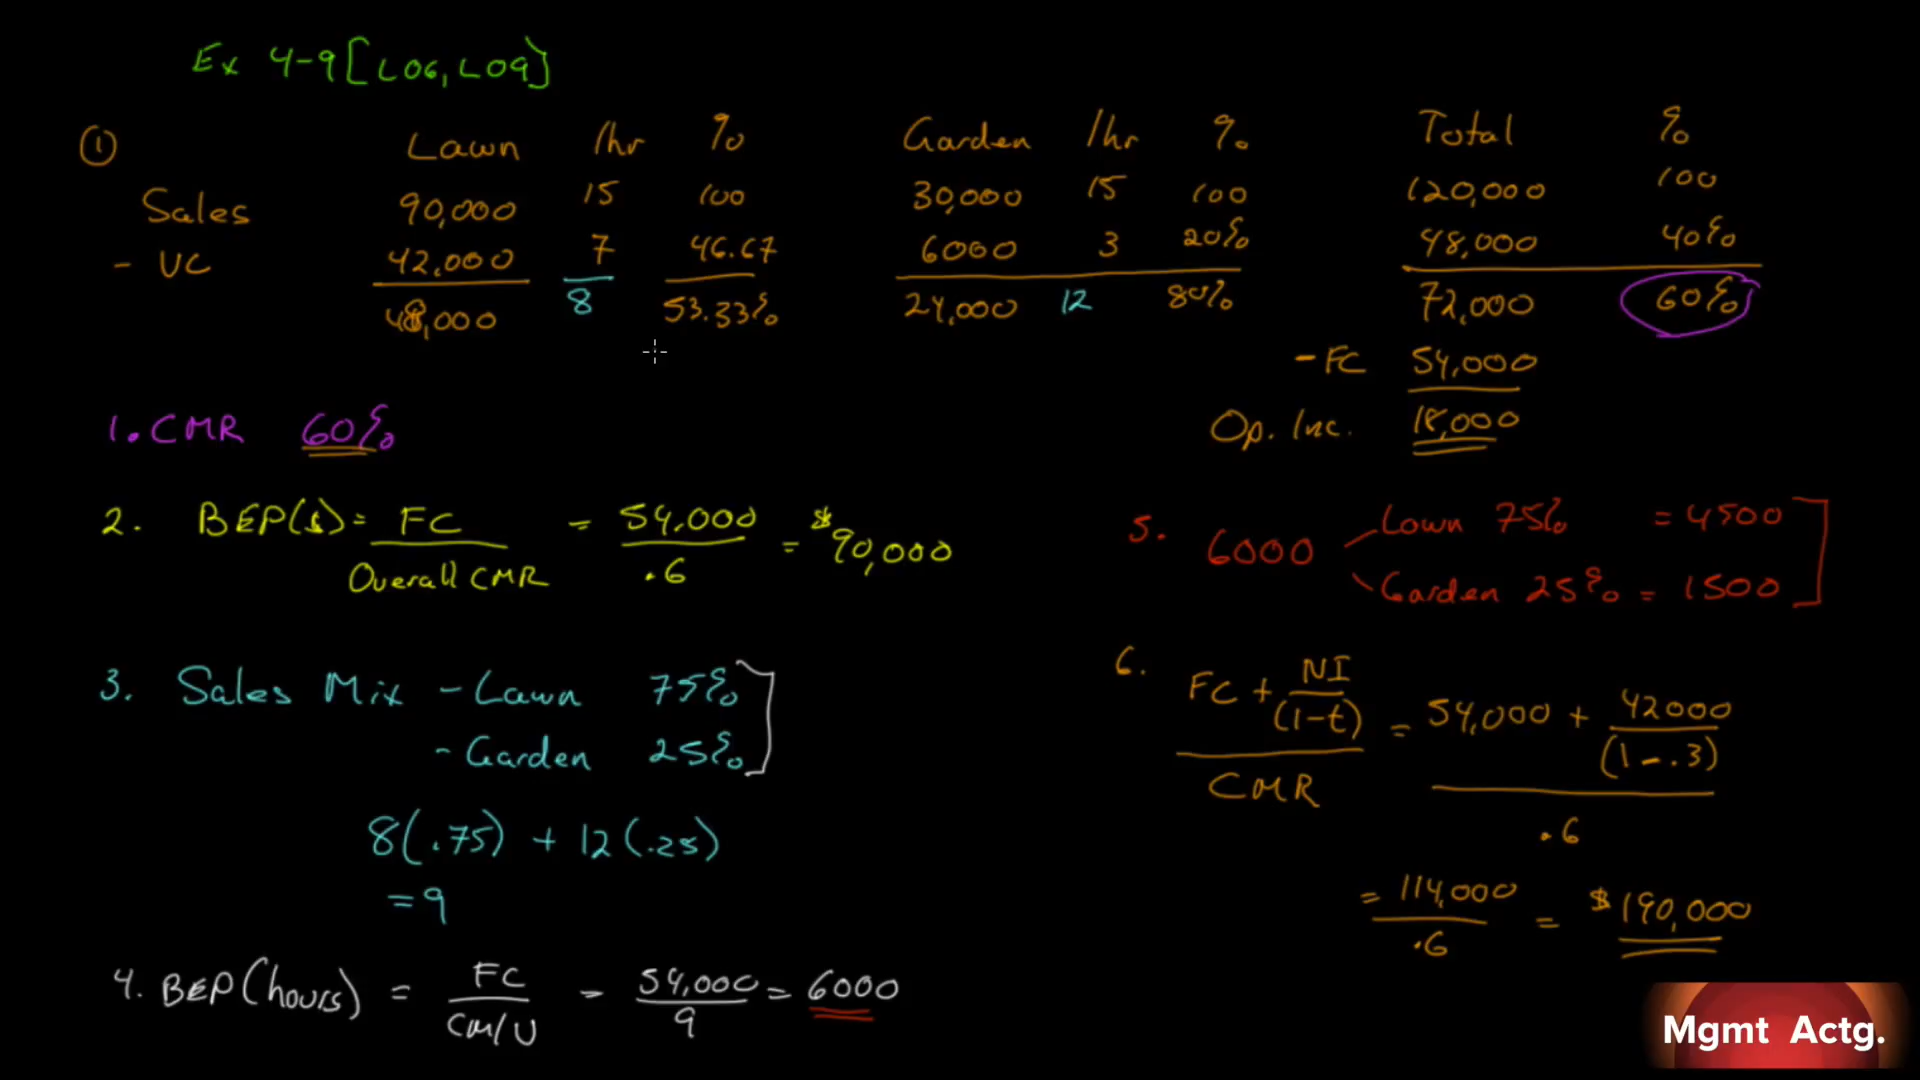 Ex 4-9 [LO6, LO9]
① Lawn /hr % Garden /hr % Total %
Sales 90,000 15 100 30,000 15 100 120,000 100
- VC 42,000 7 46.67 6000 3 20% 48,000 40%
48,000 8 53.33% 24,000 12 80% 72,000 60%
- FC 54,000
Op. Inc. 18,000
1. CMR 60%
2. BEP($) = FC / Overall CMR = 54,000 / .6 = $90,000
3. Sales Mix - Lawn 75%
- Garden 25%
8(.75) + 12(.25)
= 9
4. BEP(hours) = FC / CM/U - 54,000 / 9 = 6000
5. 6000 Lawn 75% = 4500
Garden 25% = 1500
6. FC + NI / (1-t) / CMR = 54,000 + 42000 / (1-.3) / .6
= 114,000 / .6 = $190,000
Mgmt Actg.